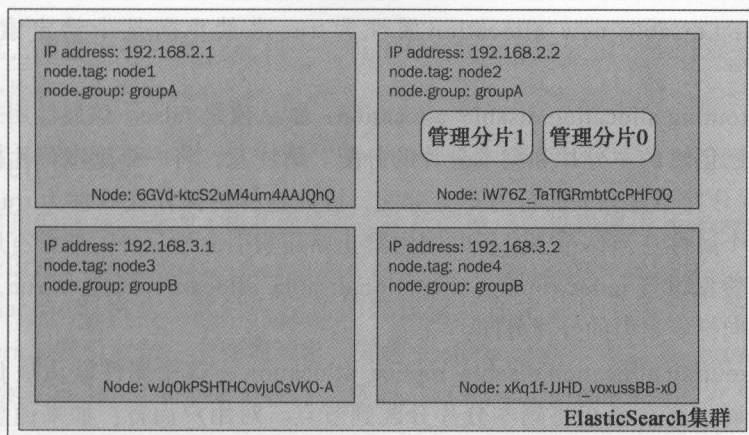 IP address: 192.168.2.1
node.tag: node1
node.group: groupA
Node: 6GVd-ktcS2uM4um4AAJQhQ
IP address: 192.168.2.2
node.tag: node2
node.group: groupA
管理分片1
管理分片0
Node: iW76Z_TaTfGRmbtCcPHF0Q
IP address: 192.168.3.1
node.tag: node3
node.group: groupB
Node: wJq0kPSHTHCovjuCsVK0-A
IP address: 192.168.3.2
node.tag: node4
node.group: groupB
Node: xKq1f-JJHD_voxussBB-xO
ElasticSearch集群